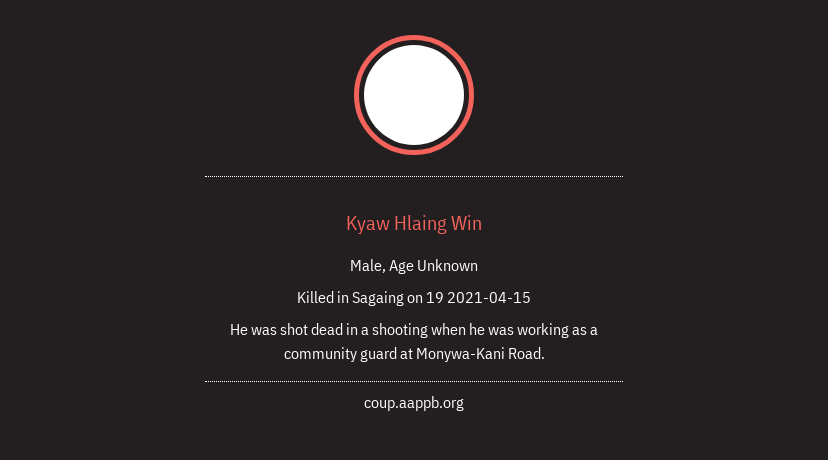 Kyaw Hlaing Win
Male, Age Unknown
Killed in Sagaing on 19 2021-04-15
He was shot dead in a shooting when he was working as a
community guard at Monywa-Kani Road.
coup.aappb.org